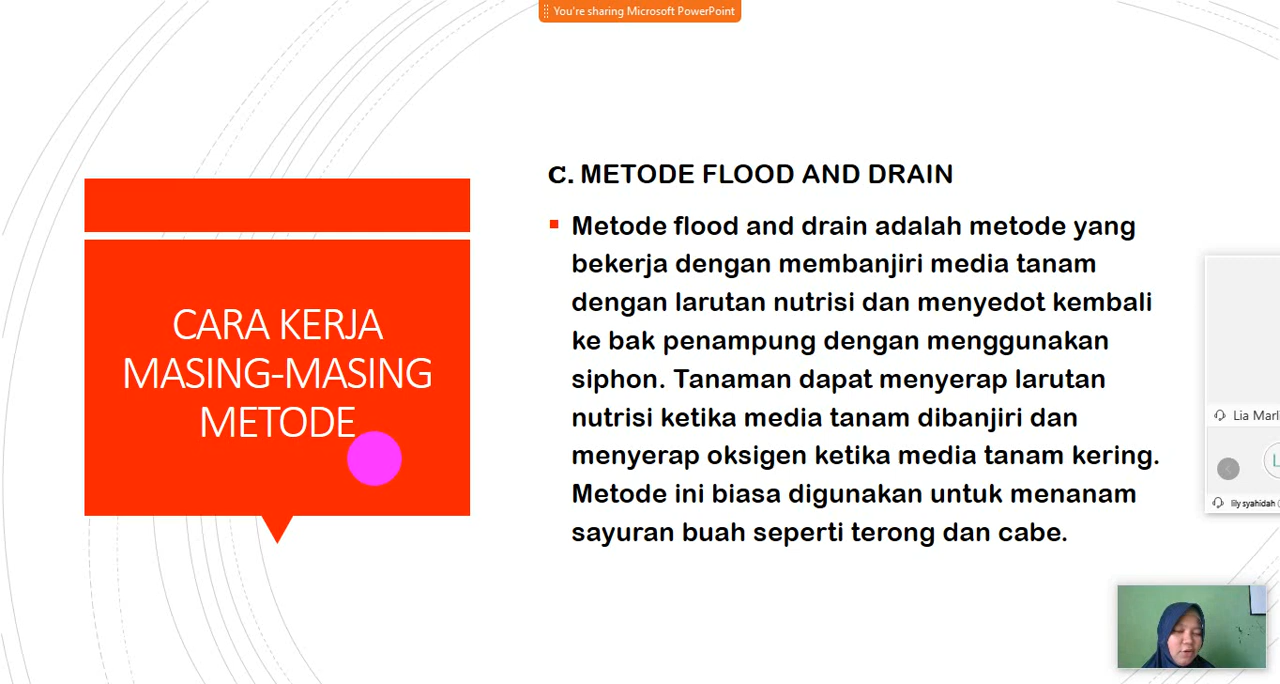 You're sharing Microsoft PowerPoint
CARA KERJA
MASING-MASING
METODE
C. METODE FLOOD AND DRAIN
Metode flood and drain adalah metode yang
bekerja dengan membanjiri media tanam
dengan larutan nutrisi dan menyedot kembali
ke bak penampung dengan menggunakan
siphon. Tanaman dapat menyerap larutan
nutrisi ketika media tanam dibanjiri dan
menyerap oksigen ketika media tanam kering.
Metode ini biasa digunakan untuk menanam
sayuran buah seperti terong dan cabe.
Lia Marl
L
lily syahidah